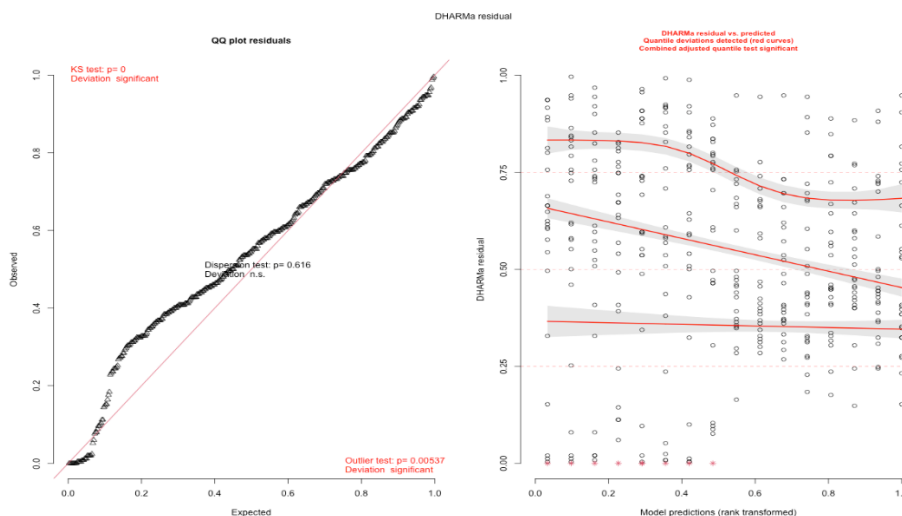 DHARMa residual
QQ plot residuals
KS test: p= 0
Deviation significant
Dispersion test: p= 0.616
Deviation n.s.
Outlier test: p= 0.00537
Deviation significant
Observed
0.0
0.2
0.4
0.6
0.8
1.0
0.0
0.2
0.4
0.6
0.8
1.0
Expected
DHARMa residual vs. predicted
Quantile deviations detected (red curves)
Combined adjusted quantile test significant
DHARMa residual
0.00
0.25
0.50
0.75
1.00
0.0
0.2
0.4
0.6
0.8
Model predictions (rank transformed)